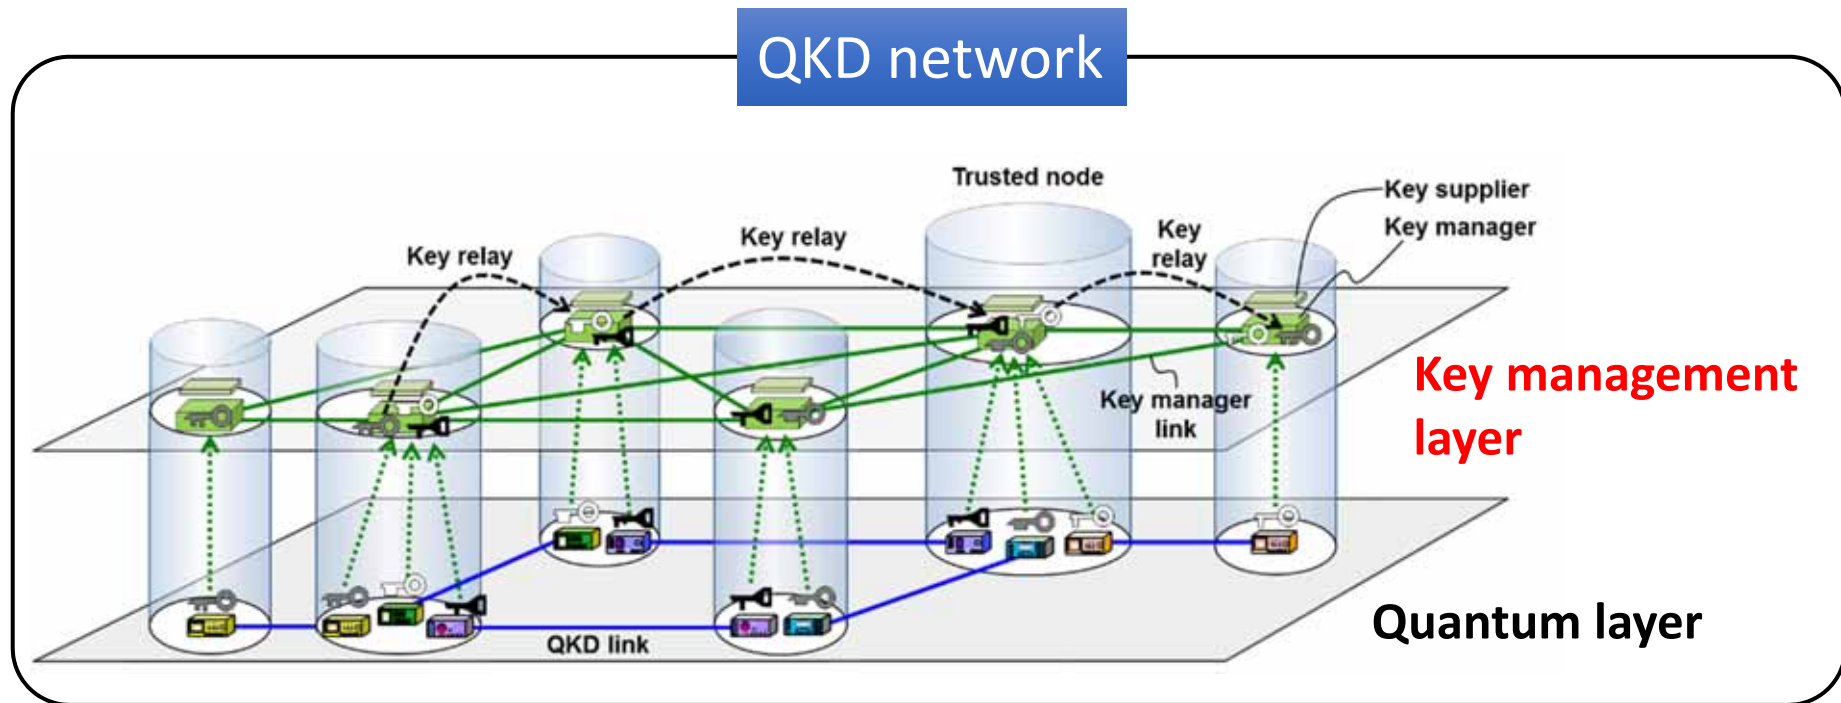 QKD network
Trusted node
Key supplier
Key manager
Key relay
Key relay
Key
relay
Key management
layer
Key manager
link
Quantum layer
QKD link